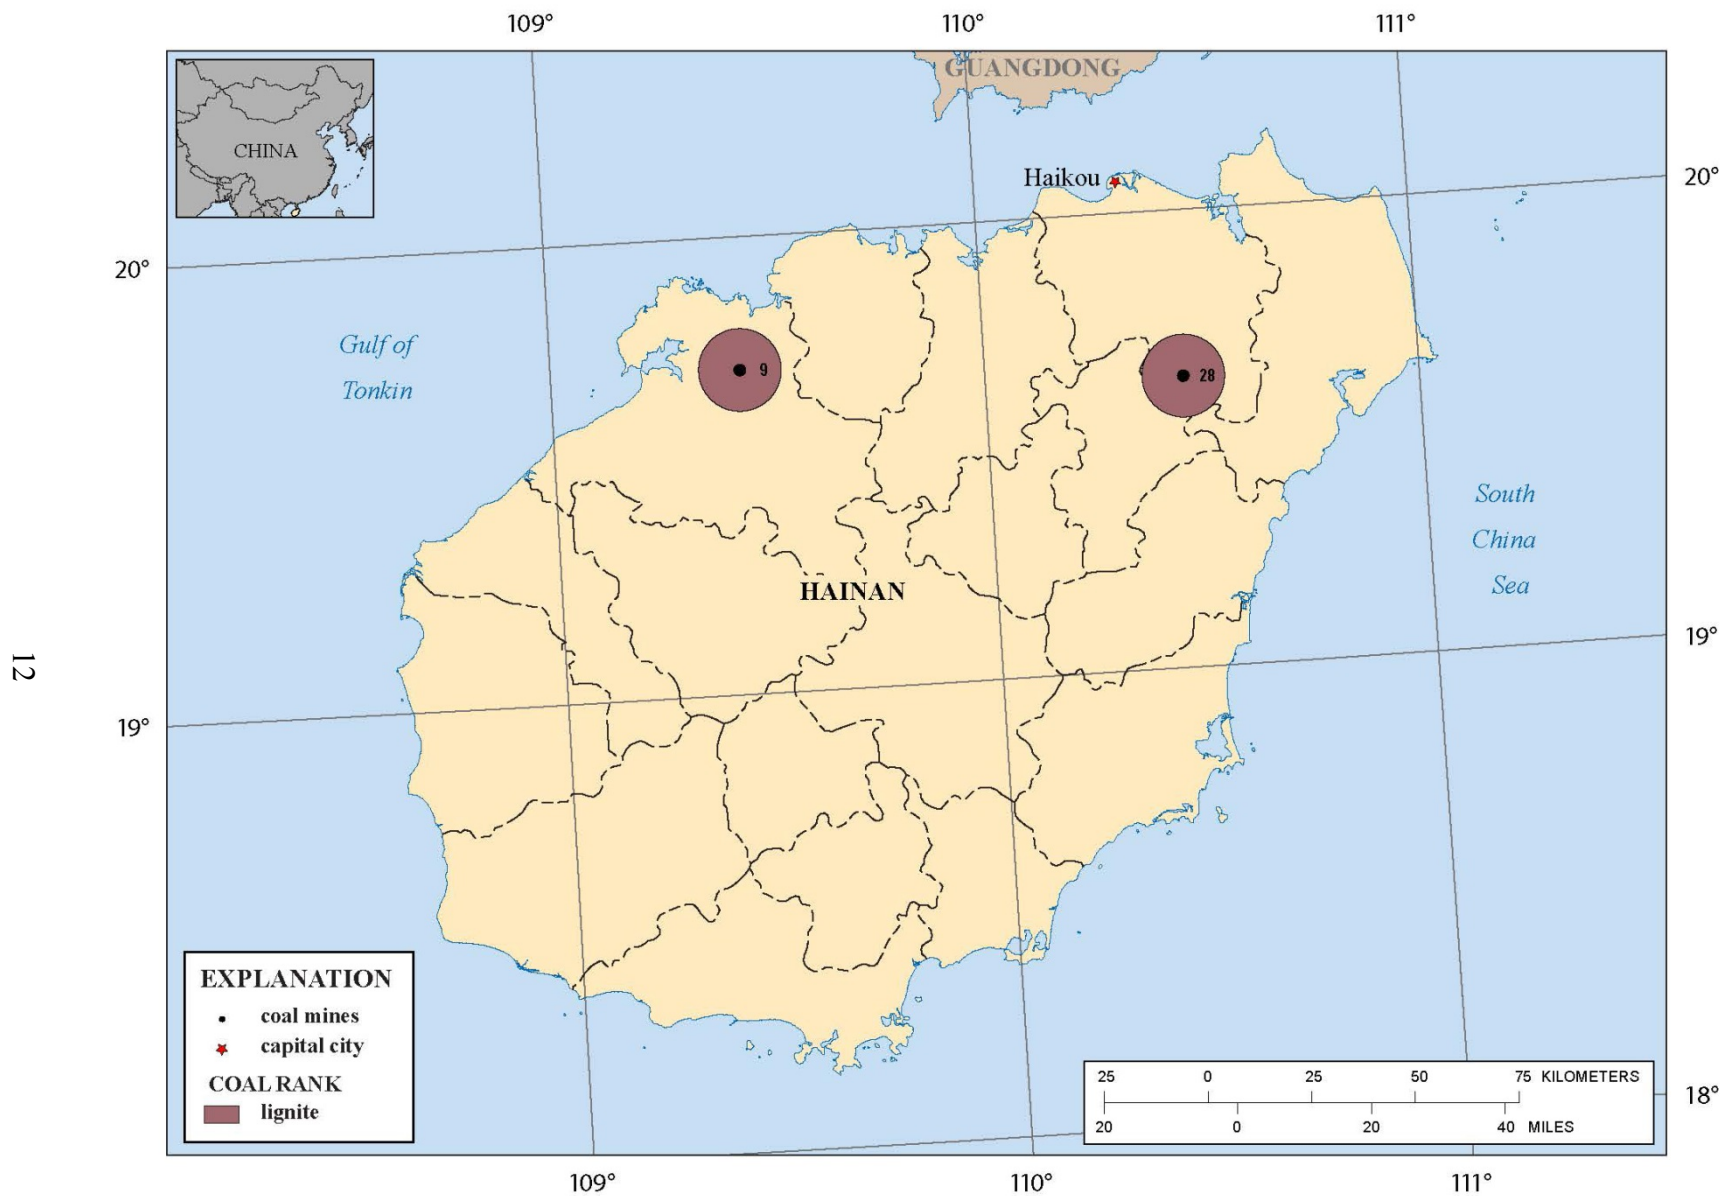 109°
110°
111°
GUANGDONG
CHINA
Haikou
20°
20°
Gulf of
Tonkin
9
28
South
China
Sea
HAINAN
12
19°
19°
EXPLANATION
coal mines
capital city
COAL RANK
lignite
25 0 25 50 75 KILOMETERS
20 0 20 40 MILES
18°
109°
110°
111°